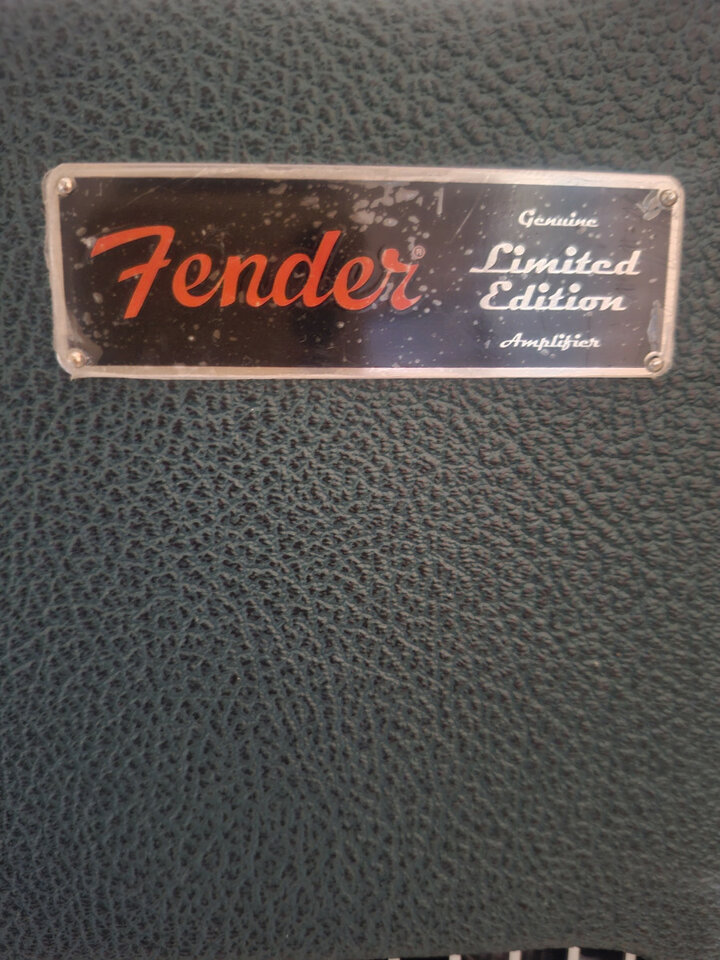 Fender®
Genuine
Limited
Edition
Amplifier